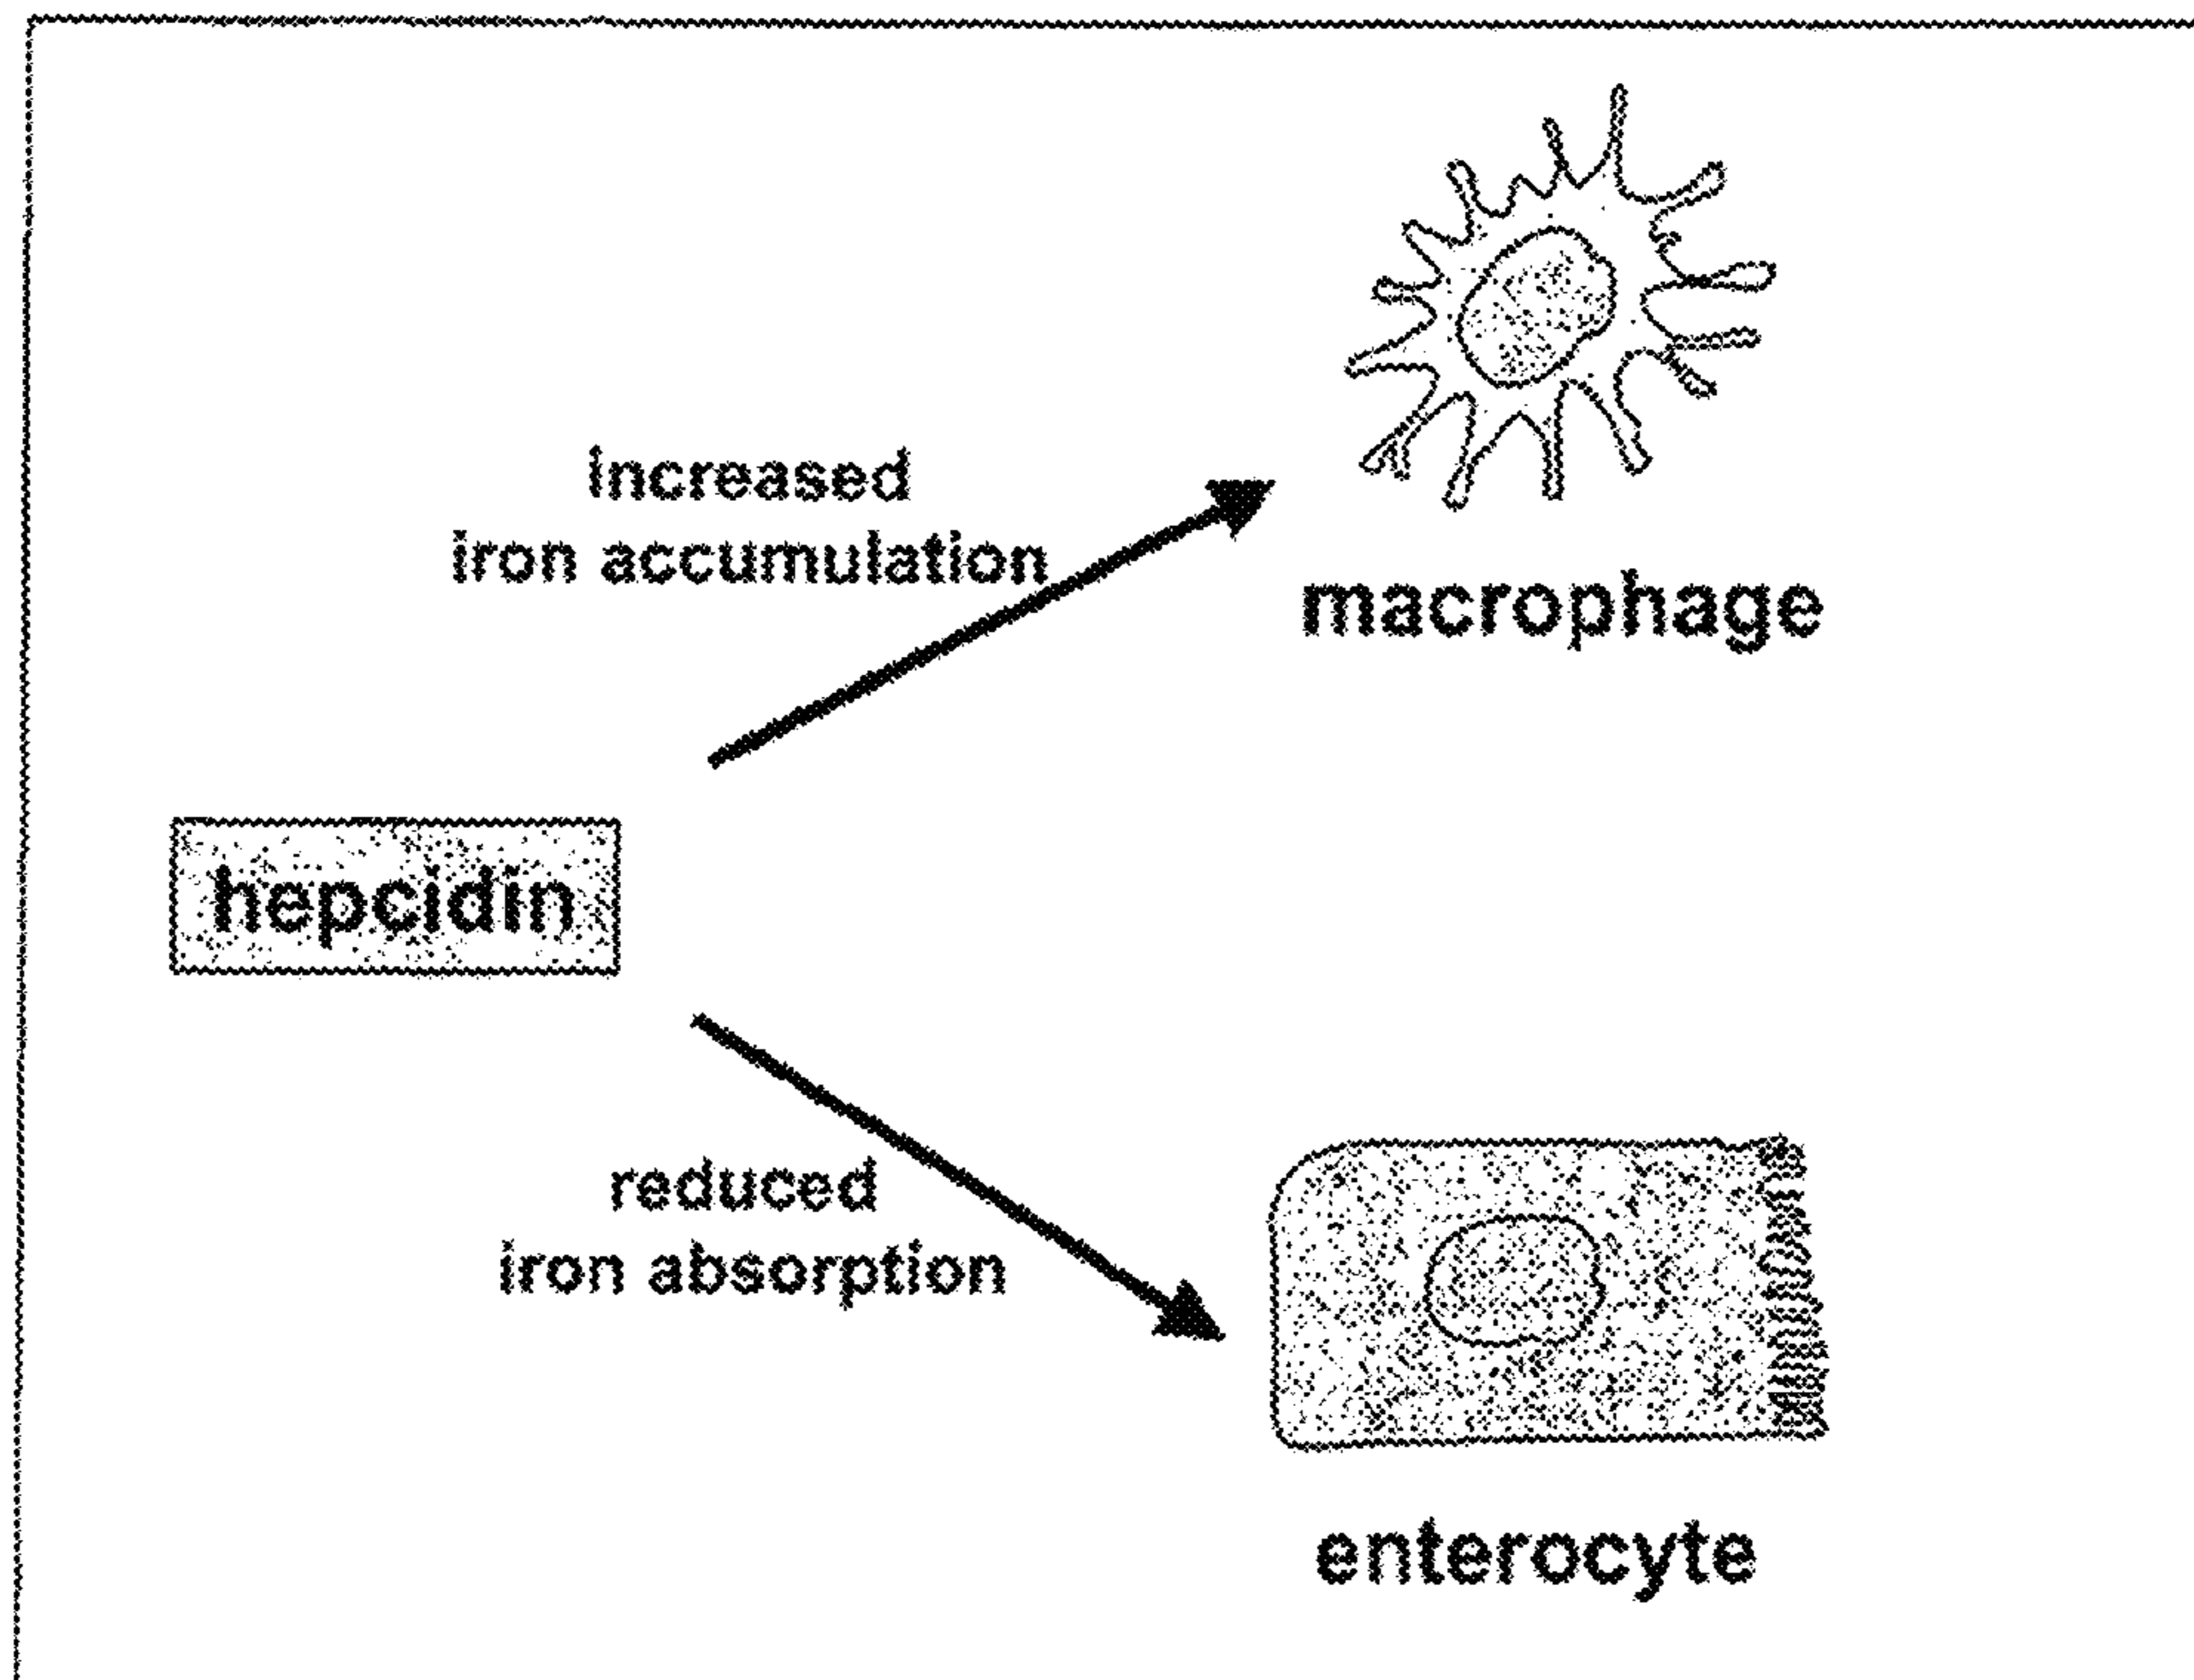 increased
iron accumulation
macrophage
hepcidin
reduced
iron absorption
enterocyte